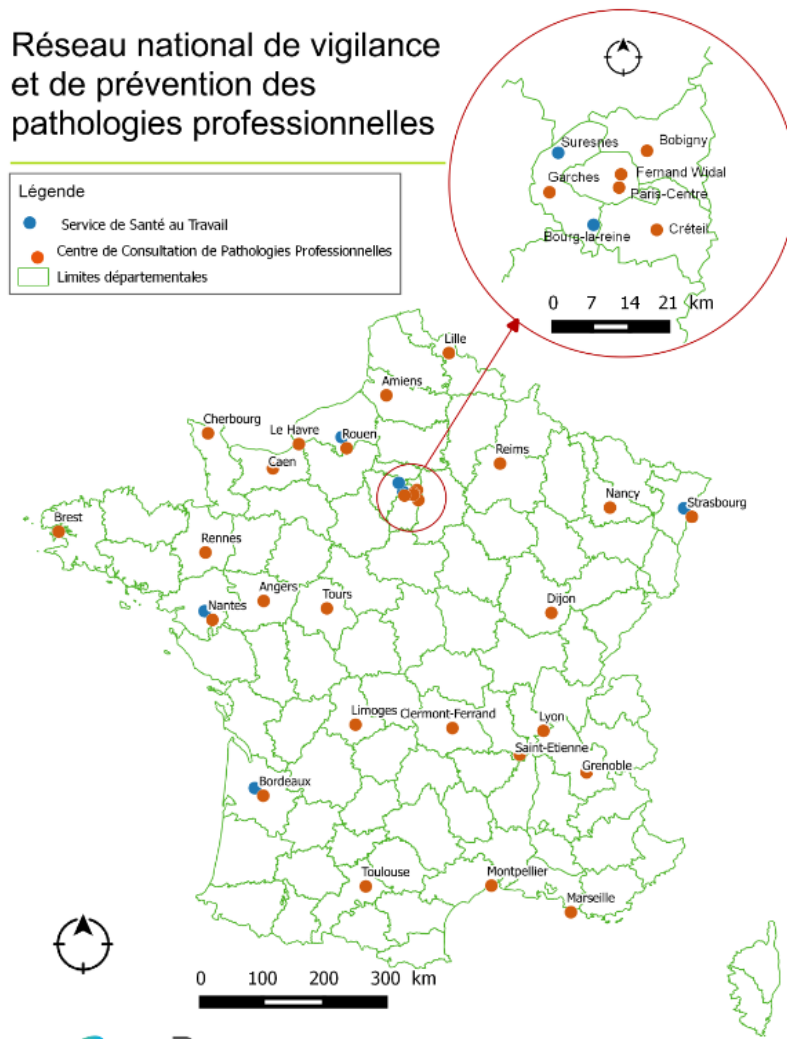 Réseau national de vigilance
et de prévention des
pathologies professionnelles
Légende
Service de Santé au Travail
Centre de Consultation de Pathologies Professionnelles
Limites départementales
Suresnes
Bobigny
Garches
Fernand Widal
Paris-Centre
Bourg-la-reine
Créteil
0 7 14 21 km
Lille
Amiens
Cherbourg
Le Havre
Rouen
Caen
Reims
Nancy
Strasbourg
Brest
Rennes
Angers
Tours
Nantes
Dijon
Limoges
Clermont-Ferrand
Lyon
Saint-Etienne
Grenoble
Bordeaux
Toulouse
Montpellier
Marseille
0 100 200 300 km